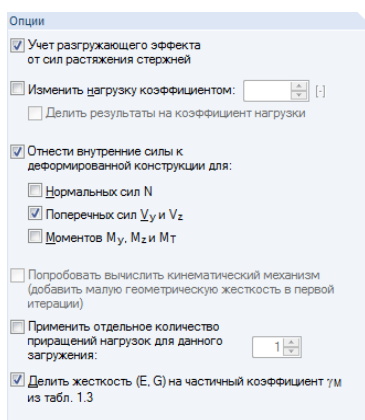 Опции
Учет разгружающего эффекта
от сил растяжения стержней
Изменить нагрузку коэффициентом: [-]
Делить результаты на коэффициент нагрузки
Отнести внутренние силы к
деформированной конструкции для:
Нормальных сил N
Поперечных сил Vy и Vz
Моментов My, Mz и MT
Попробовать вычислить кинематический механизм
(добавить малую геометрическую жесткость в первой
итерации)
Применить отдельное количество
приращений нагрузок для данного
загружения: 1
Делить жесткость (E, G) на частичный коэффициент γM
из табл. 1.3